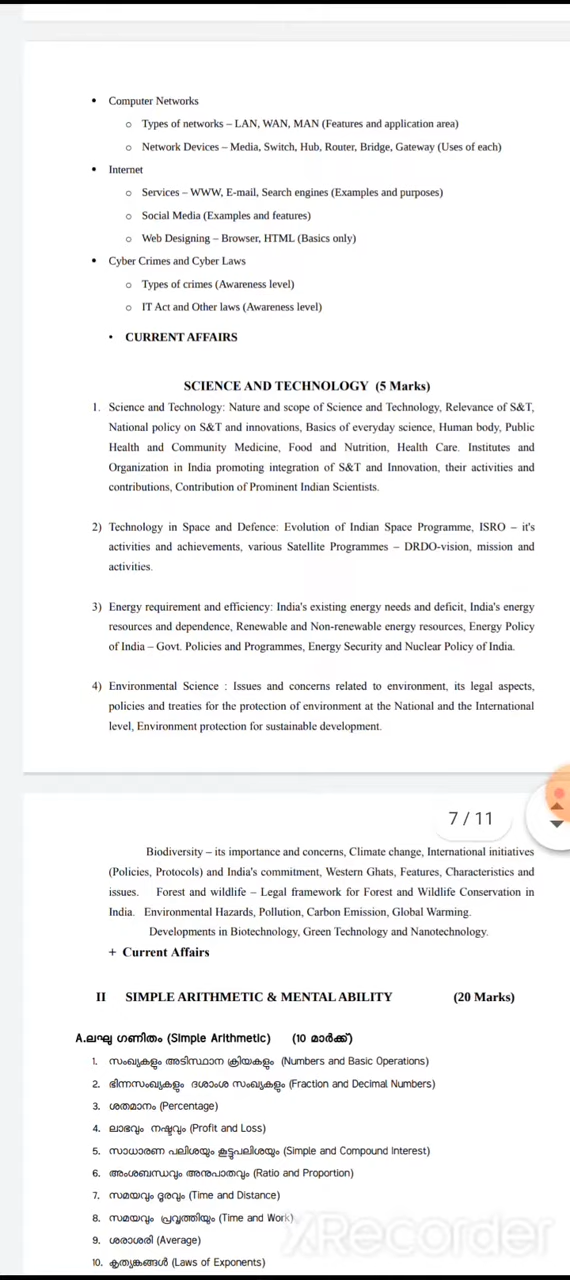 • Computer Networks
o Types of networks – LAN, WAN, MAN (Features and application area)
o Network Devices – Media, Switch, Hub, Router, Bridge, Gateway (Uses of each)
• Internet
o Services – WWW, E-mail, Search engines (Examples and purposes)
o Social Media (Examples and features)
o Web Designing – Browser, HTML (Basics only)
• Cyber Crimes and Cyber Laws
o Types of crimes (Awareness level)
o IT Act and Other laws (Awareness level)
• CURRENT AFFAIRS
SCIENCE AND TECHNOLOGY (5 Marks)
1. Science and Technology: Nature and scope of Science and Technology, Relevance of S&T,
National policy on S&T and innovations, Basics of everyday science, Human body, Public
Health and Community Medicine, Food and Nutrition, Health Care. Institutes and
Organization in India promoting integration of S&T and Innovation, their activities and
contributions, Contribution of Prominent Indian Scientists.
2) Technology in Space and Defence: Evolution of Indian Space Programme, ISRO – it's
activities and achievements, various Satellite Programmes – DRDO-vision, mission and
activities.
3) Energy requirement and efficiency: India's existing energy needs and deficit, India's energy
resources and dependence, Renewable and Non-renewable energy resources, Energy Policy
of India – Govt. Policies and Programmes, Energy Security and Nuclear Policy of India.
4) Environmental Science : Issues and concerns related to environment, its legal aspects,
policies and treaties for the protection of environment at the National and the International
level, Environment protection for sustainable development.
7 / 11
Biodiversity – its importance and concerns, Climate change, International initiatives
(Policies, Protocols) and India's commitment, Western Ghats, Features, Characteristics and
issues. Forest and wildlife – Legal framework for Forest and Wildlife Conservation in
India. Environmental Hazards, Pollution, Carbon Emission, Global Warming.
Developments in Biotechnology, Green Technology and Nanotechnology.
+ Current Affairs
II SIMPLE ARITHMETIC & MENTAL ABILITY (20 Marks)
A.ലഘു ഗണിതം (Simple Arithmetic) (10 മാർക്ക്)
1. സംഖ്യകളും അടിസ്ഥാന ക്രിയകളും (Numbers and Basic Operations)
2. ഭിന്നസംഖ്യകളും ദശാംശ സംഖ്യകളും (Fraction and Decimal Numbers)
3. ശതമാനം (Percentage)
4. ലാഭവും നഷ്ടവും (Profit and Loss)
5. സാധാരണ പലിശയും കൂട്ടുപലിശയും (Simple and Compound Interest)
6. അംശബന്ധവും അനുപാതവും (Ratio and Proportion)
7. സമയവും ദൂരവും (Time and Distance)
8. സമയവും പ്രവൃത്തിയും (Time and Work)
9. ശരാശരി (Average)
10. കൃത്യങ്കങ്ങൾ (Laws of Exponents)
XRecorder